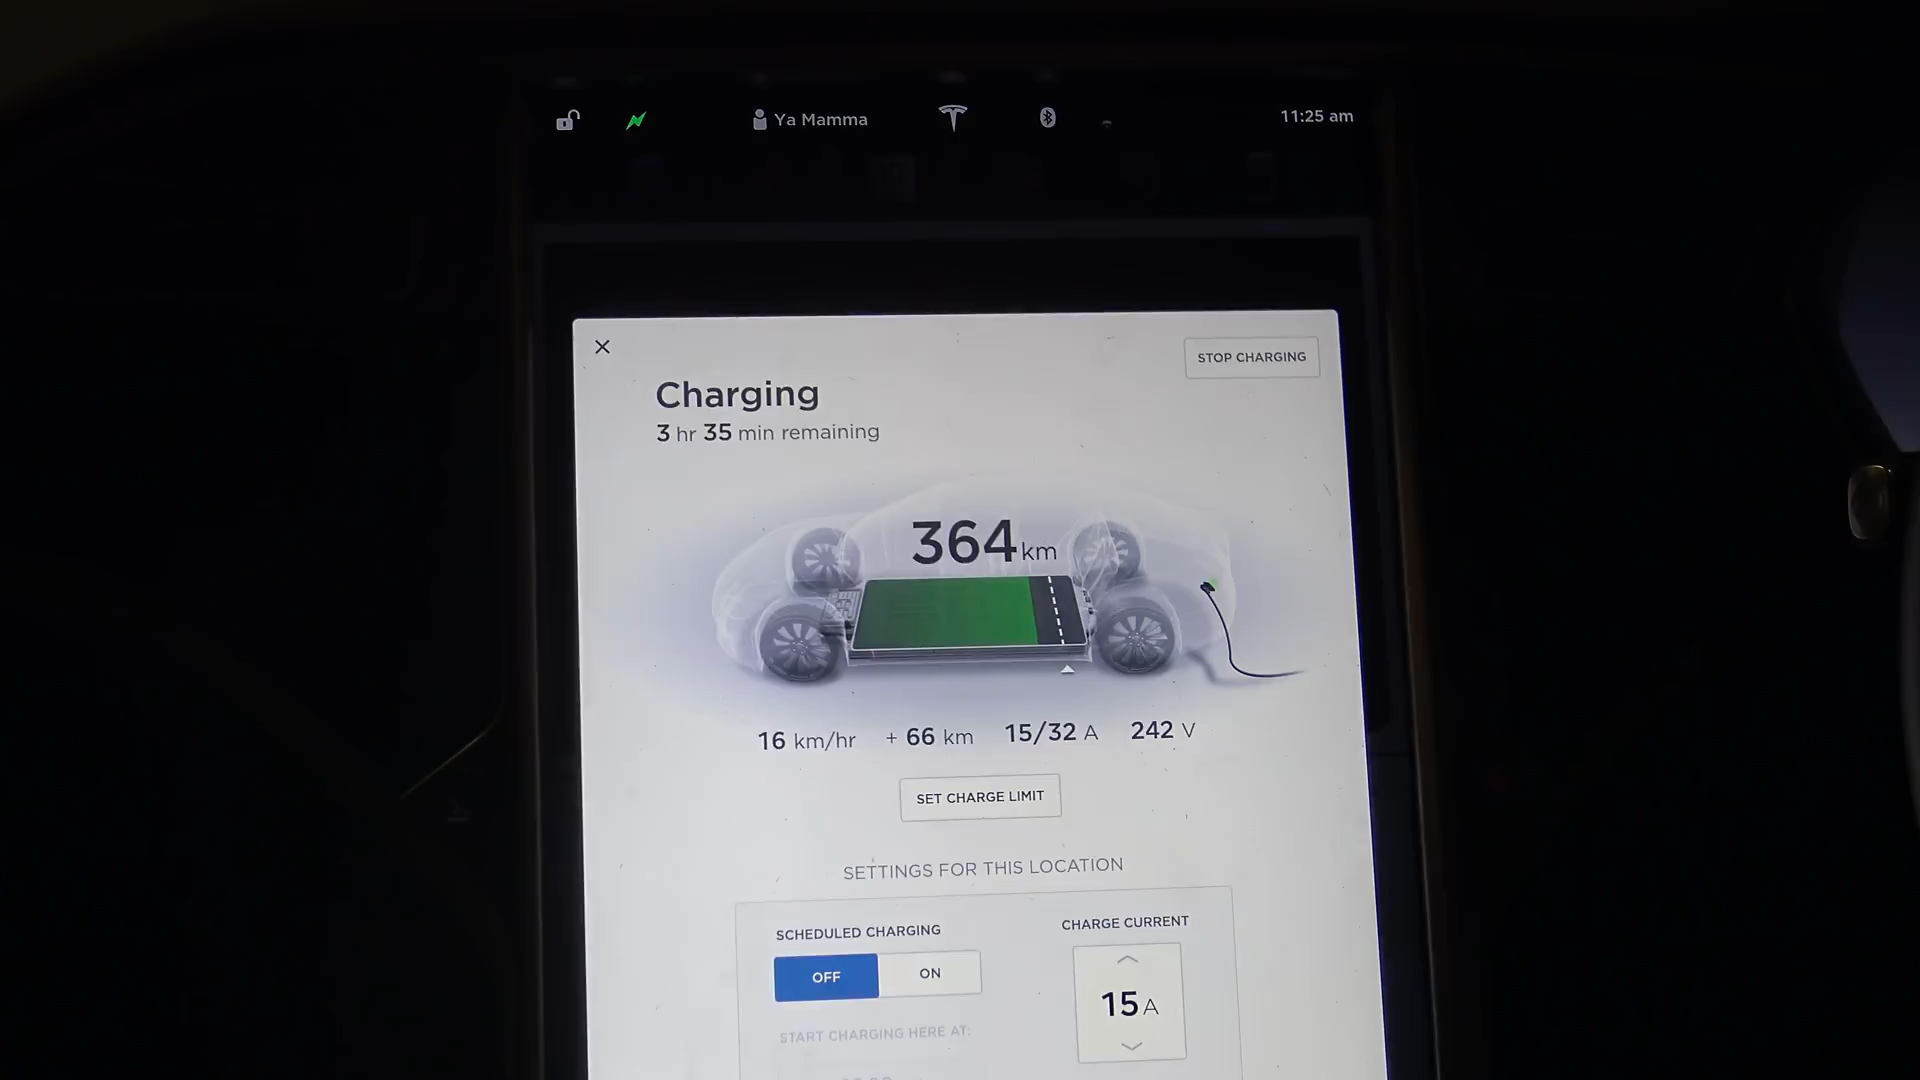 Ya Mamma
11:25 am
STOP CHARGING
Charging
3 hr 35 min remaining
364 km
16 km/hr + 66 km 15/32 A 242 V
SET CHARGE LIMIT
SETTINGS FOR THIS LOCATION
SCHEDULED CHARGING
CHARGE CURRENT
OFF ON
15 A
START CHARGING HERE AT: